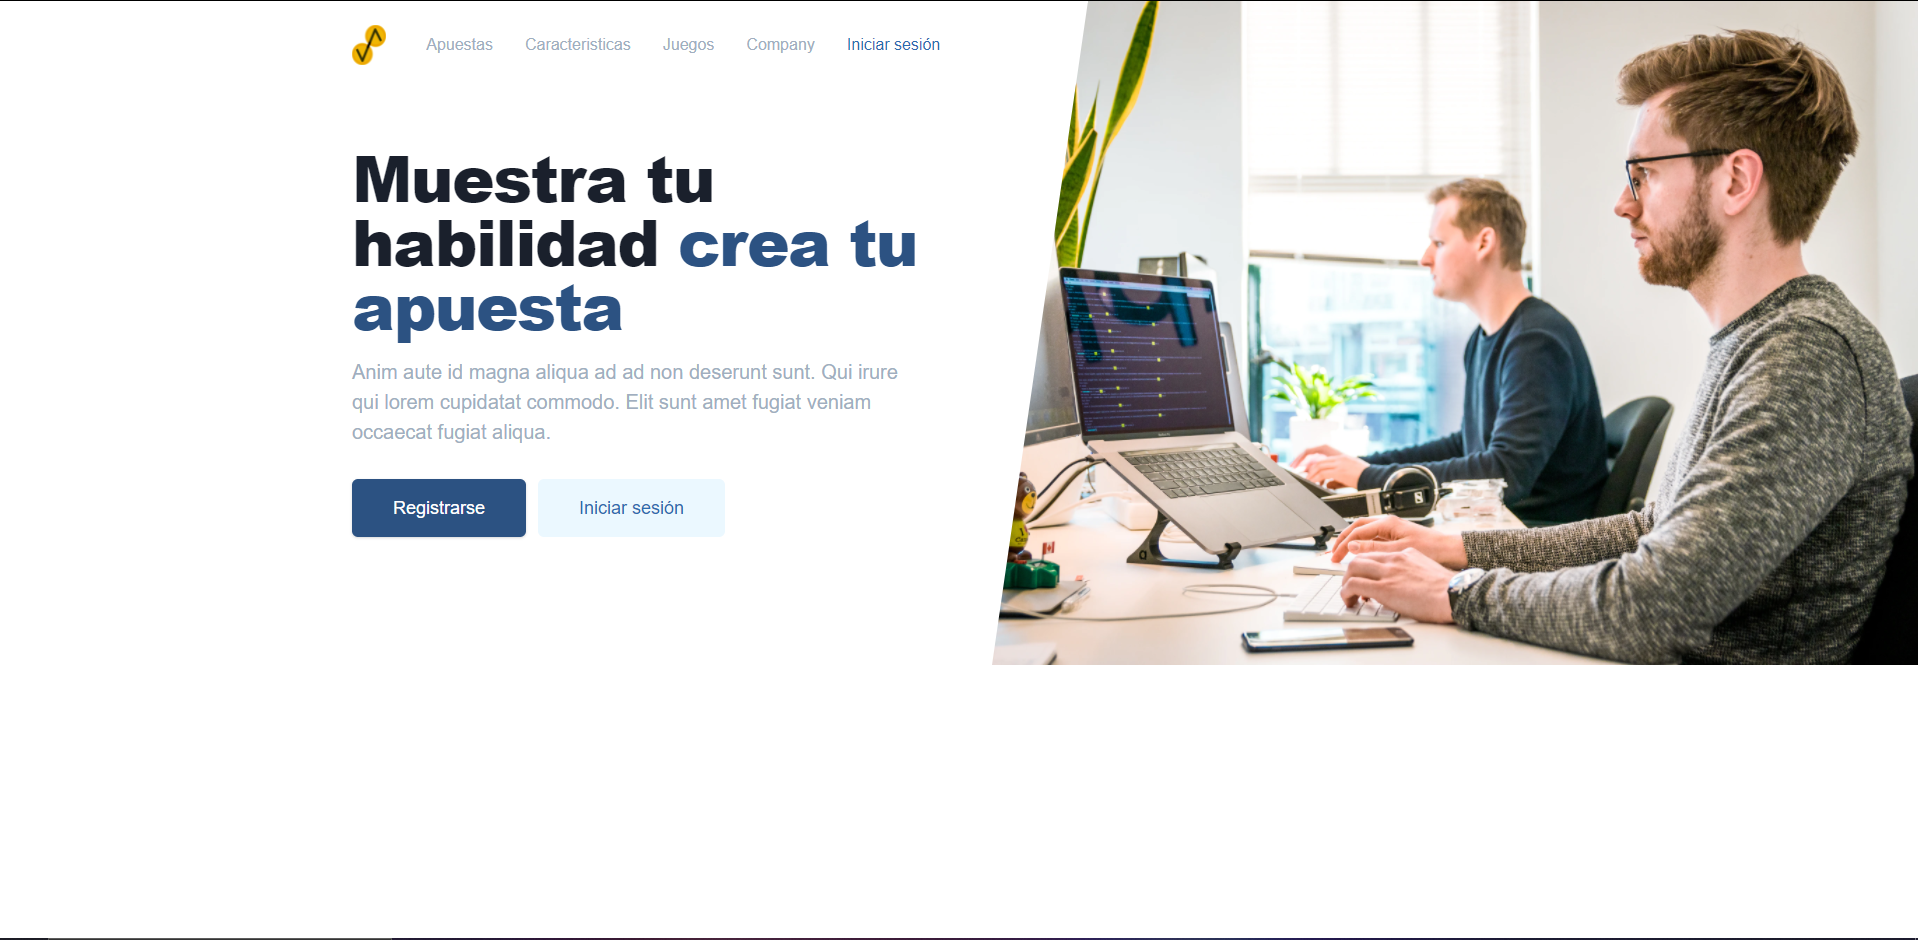 Apuestas Caracteristicas Juegos Company Iniciar sesión
Muestra tu
habilidad crea tu
apuesta
Anim aute id magna aliqua ad ad non deserunt sunt. Qui irure
qui lorem cupidatat commodo. Elit sunt amet fugiat veniam
occaecat fugiat aliqua.
Registrarse Iniciar sesión